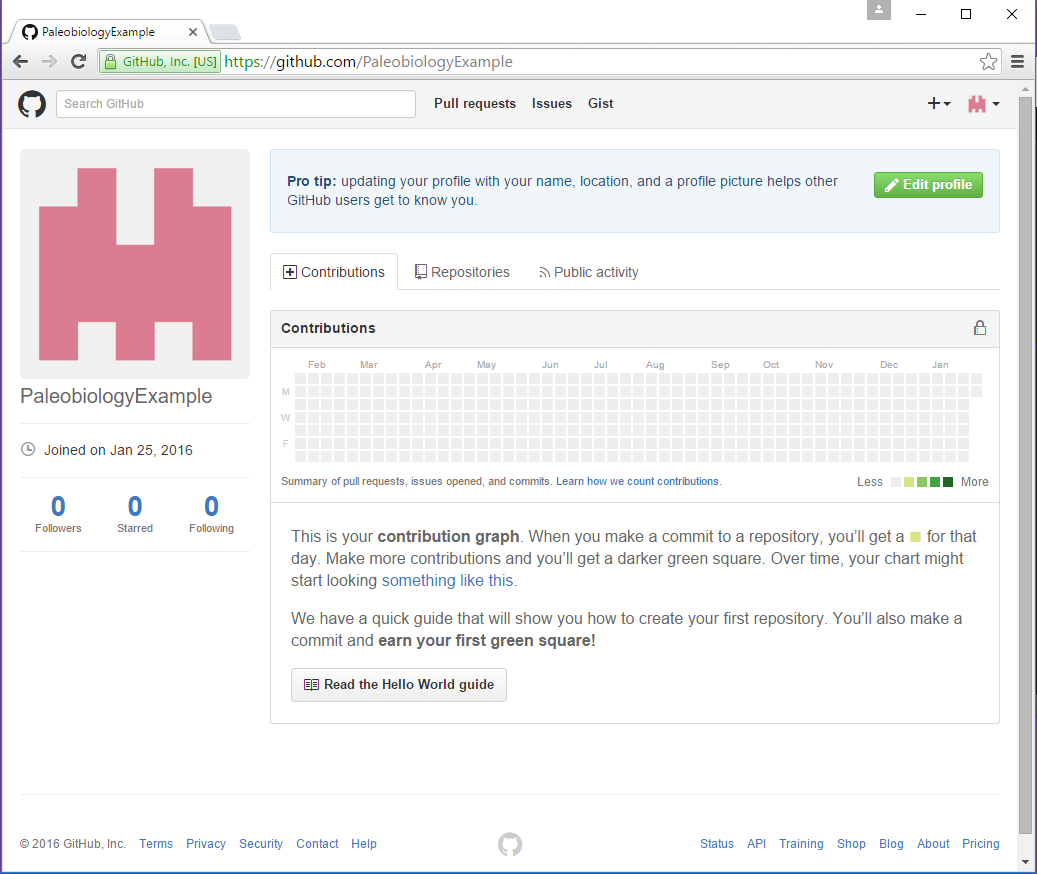 PaleobiologyExample
GitHub, Inc. [US] https://github.com/PaleobiologyExample
Search GitHub
Pull requests
Issues
Gist
Pro tip: updating your profile with your name, location, and a profile picture helps other
GitHub users get to know you.
Edit profile
Contributions
Repositories
Public activity
Contributions
Feb Mar Apr May Jun Jul Aug Sep Oct Nov Dec Jan
M
W
F
Summary of pull requests, issues opened, and commits. Learn how we count contributions.
Less
More
PaleobiologyExample
Joined on Jan 25, 2016
0 0 0
Followers Starred Following
This is your contribution graph. When you make a commit to a repository, you’ll get a for that
day. Make more contributions and you’ll get a darker green square. Over time, your chart might
start looking something like this.
We have a quick guide that will show you how to create your first repository. You’ll also make a
commit and earn your first green square!
Read the Hello World guide
© 2016 GitHub, Inc. Terms Privacy Security Contact Help
Status API Training Shop Blog About Pricing